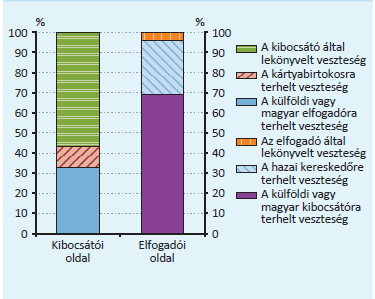 %
%
100
90
80
70
60
50
40
30
20
10
0
100
90
80
70
60
50
40
30
20
10
0
Kibocsátói
oldal
Elfogadói
oldal
A kibocsátó által
lekönyvelt veszteség
A kártyabirtokosra
terhelt veszteség
A külföldi vagy
magyar elfogadóra
terhelt veszteség
Az elfogadó által
lekönyvelt veszteség
A hazai kereskedőre
terhelt veszteség
A külföldi vagy
magyar kibocsátóra
terhelt veszteség